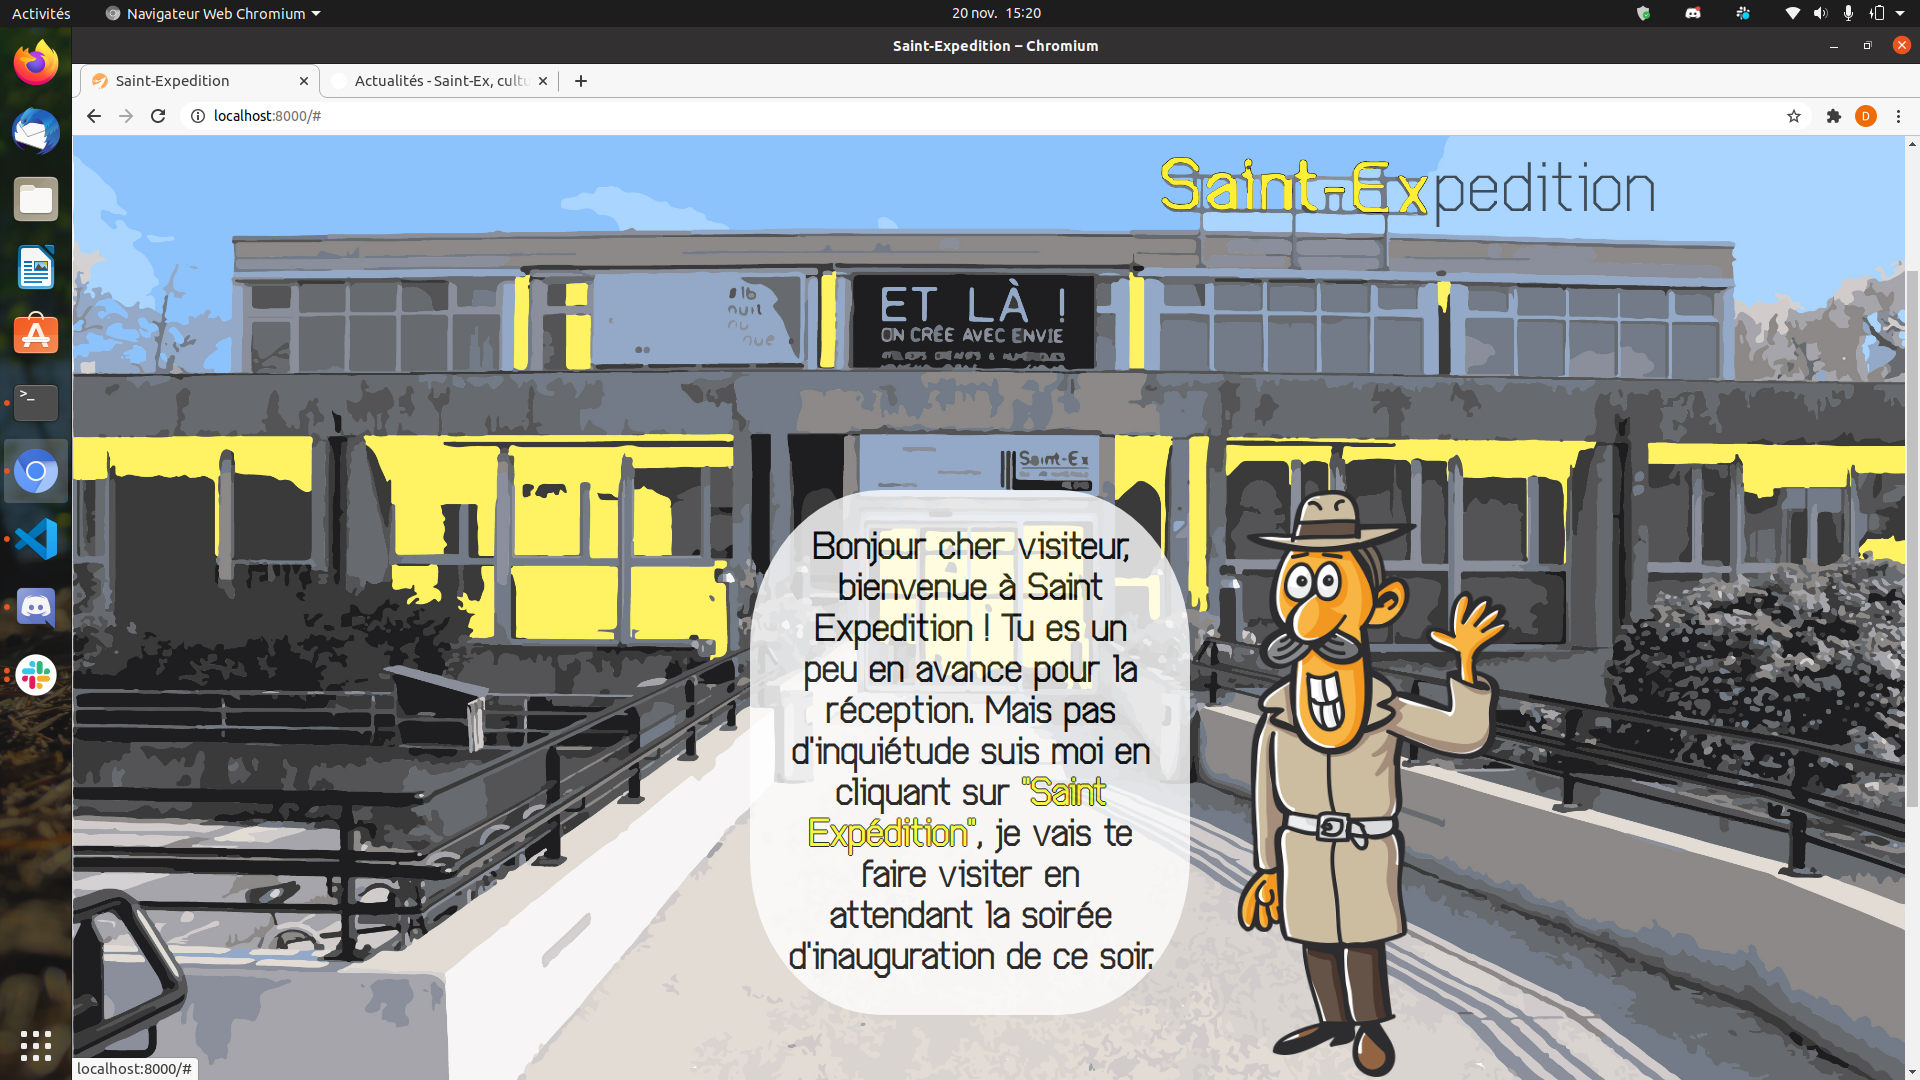 Activités
Navigateur Web Chromium
20 nov. 15:20
Saint-Expedition – Chromium
Saint-Expedition
Actualités - Saint-Ex, cultu
localhost:8000/#
D
Saint-Expedition
ET LÀ !
ON CRÉE AVEC ENVIE
Saint-Ex
Bonjour cher visiteur,
bienvenue à Saint
Expedition ! Tu es un
peu en avance pour la
réception. Mais pas
d'inquiétude suis moi en
cliquant sur "Saint
Expédition", je vais te
faire visiter en
attendant la soirée
d'inauguration de ce soir.
localhost:8000/#